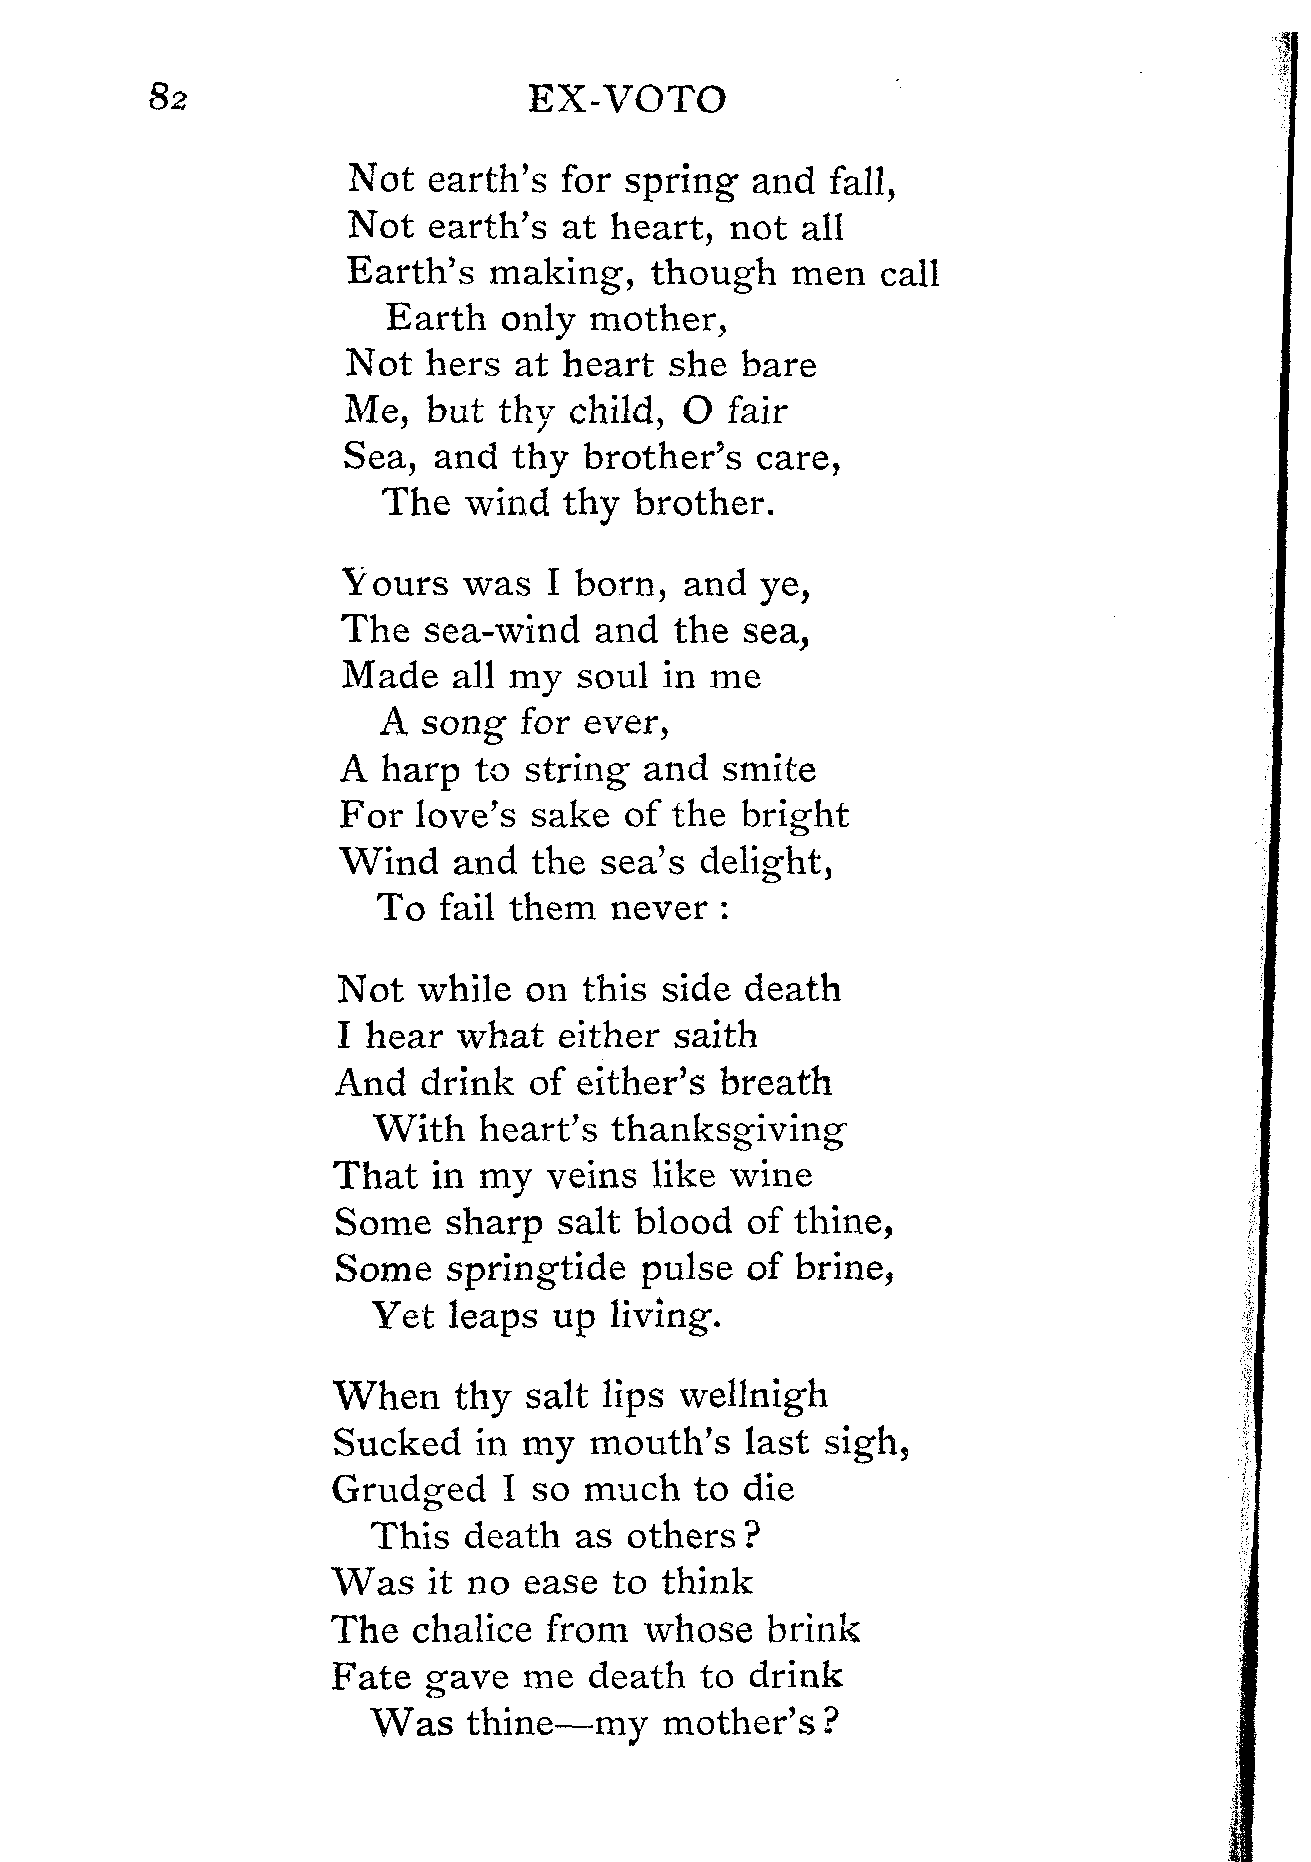 82 EX-VOTO
Not earth's for spring and fall,
Not earth's at heart, not all
Earth's making, though men call
Earth only mother,
Not hers at heart she bare
Me, but thy child, O fair
Sea, and thy brother's care,
The wind thy brother.
Yours was I born, and ye,
The sea-wind and the sea,
Made all my soul in me
A song for ever,
A harp to string and smite
For love's sake of the bright
Wind and the sea's delight,
To fail them never :
Not while on this side death
I hear what either saith
And drink of either's breath
With heart's thanksgiving
That in my veins like wine
Some sharp salt blood of thine,
Some springtide pulse of brine,
Yet leaps up living.
When thy salt lips wellnigh
Sucked in my mouth's last sigh,
Grudged I so much to die
This death as others ?
Was it no ease to think
The chalice from whose brink
Fate gave me death to drink
Was thine—my mother's ?